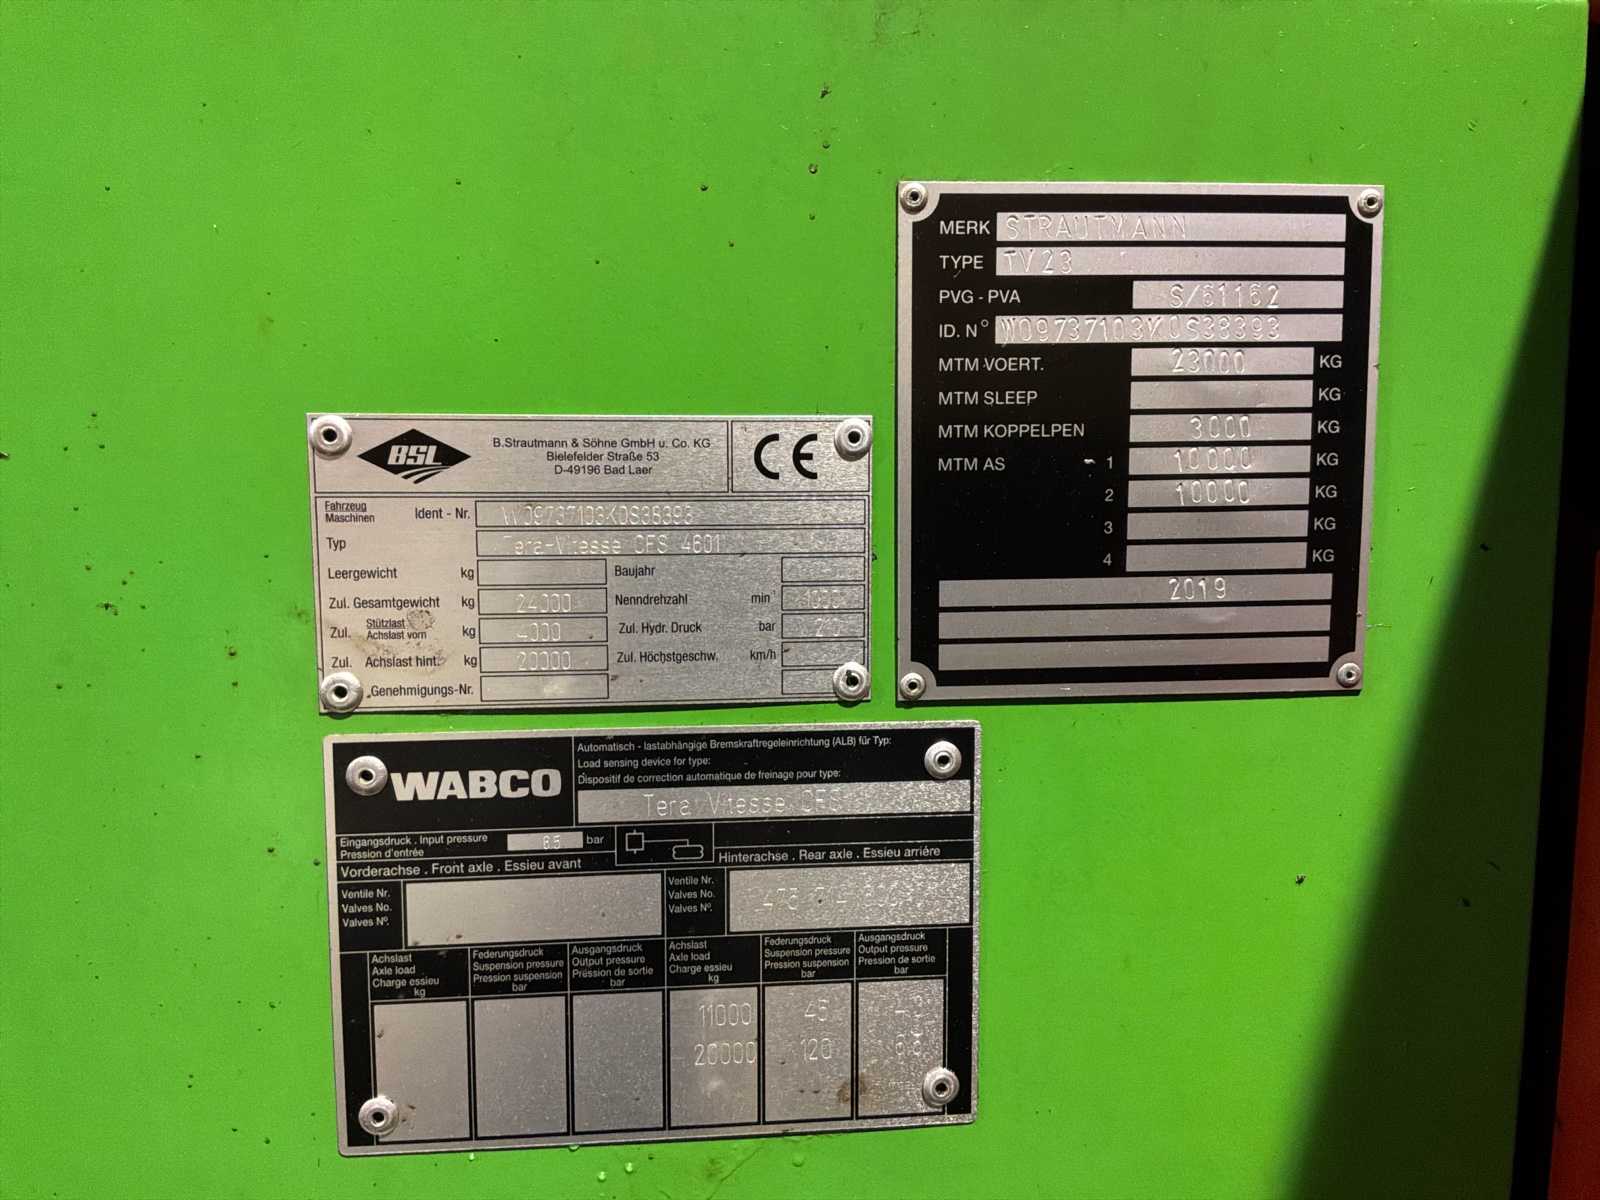 MERK STRAUTMANN
TYPE TV23
PVG - PVA S/61162
ID. N° W09737103K0S38393
MTM VOERT. 23000 KG
MTM SLEEP KG
MTM KOPPELPEN 3000 KG
MTM AS 1 10000 KG
2 10000 KG
3 KG
4 KG
2019
BSL
B.Strautmann & Söhne GmbH u. Co. KG
Bielefelder Straße 53
D-49196 Bad Laer
CE
Fahrzeug
Maschinen
Ident - Nr. W09737103K0S38393
Typ Tera-Vitesse CFS 4601
Leergewicht kg
Baujahr
Zul. Gesamtgewicht kg 24000
Nenndrehzahl min⁻¹ 1000
Zul. Stützlast
Achslast vorn kg 4000
Zul. Hydr. Druck bar
Zul. Achslast hint. kg 20000
Zul. Höchstgeschw. km/h
Genehmigungs-Nr.
WABCO
Automatisch - lastabhängige Bremskraftregeleinrichtung (ALB) für Typ:
Load sensing device for type:
Dispositif de correction automatique de freinage pour type:
Tera Vitesse CFS
Eingangsdruck . Input pressure
Pression d'entrée
6.5 bar
Vorderachse . Front axle . Essieu avant
Hinterachse . Rear axle . Essieu arrière
Ventile Nr.
Valves No.
Valves N°.
Ventile Nr.
Valves No.
Valves N°.
475 714
Achslast
Axle load
Charge essieu
kg
Federungsdruck
Suspension pressure
Pression suspension
bar
Ausgangsdruck
Output pressure
Pression de sortie
bar
Achslast
Axle load
Charge essieu
kg
Federungsdruck
Suspension pressure
Pression suspension
bar
Ausgangsdruck
Output pressure
Pression de sortie
bar
11000 45
20000 120